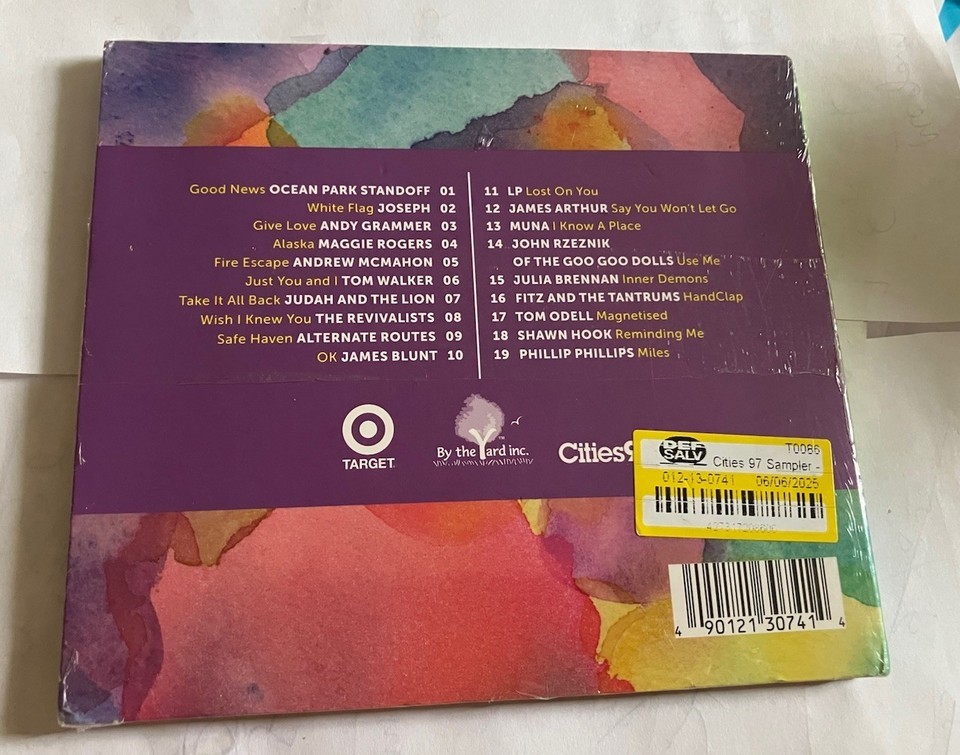 Good News OCEAN PARK STANDOFF 01
White Flag JOSEPH 02
Give Love ANDY GRAMMER 03
Alaska MAGGIE ROGERS 04
Fire Escape ANDREW MCMAHON 05
Just You and I TOM WALKER 06
Take It All Back JUDAH AND THE LION 07
Wish I Knew You THE REVIVALISTS 08
Safe Haven ALTERNATE ROUTES 09
OK JAMES BLUNT 10
11 LP Lost On You
12 JAMES ARTHUR Say You Won't Let Go
13 MUNA I Know A Place
14 JOHN RZEZNIK
OF THE GOO GOO DOLLS Use Me
15 JULIA BRENNAN Inner Demons
16 FITZ AND THE TANTRUMS HandClap
17 TOM ODELL Magnetised
18 SHAWN HOOK Reminding Me
19 PHILLIP PHILLIPS Miles
TARGET
By the Yard inc.™
Cities9
DEF
SALV
T0086
Cities 97 Sampler -
012-13-0741 06/06/2025
4 90121 30741 4